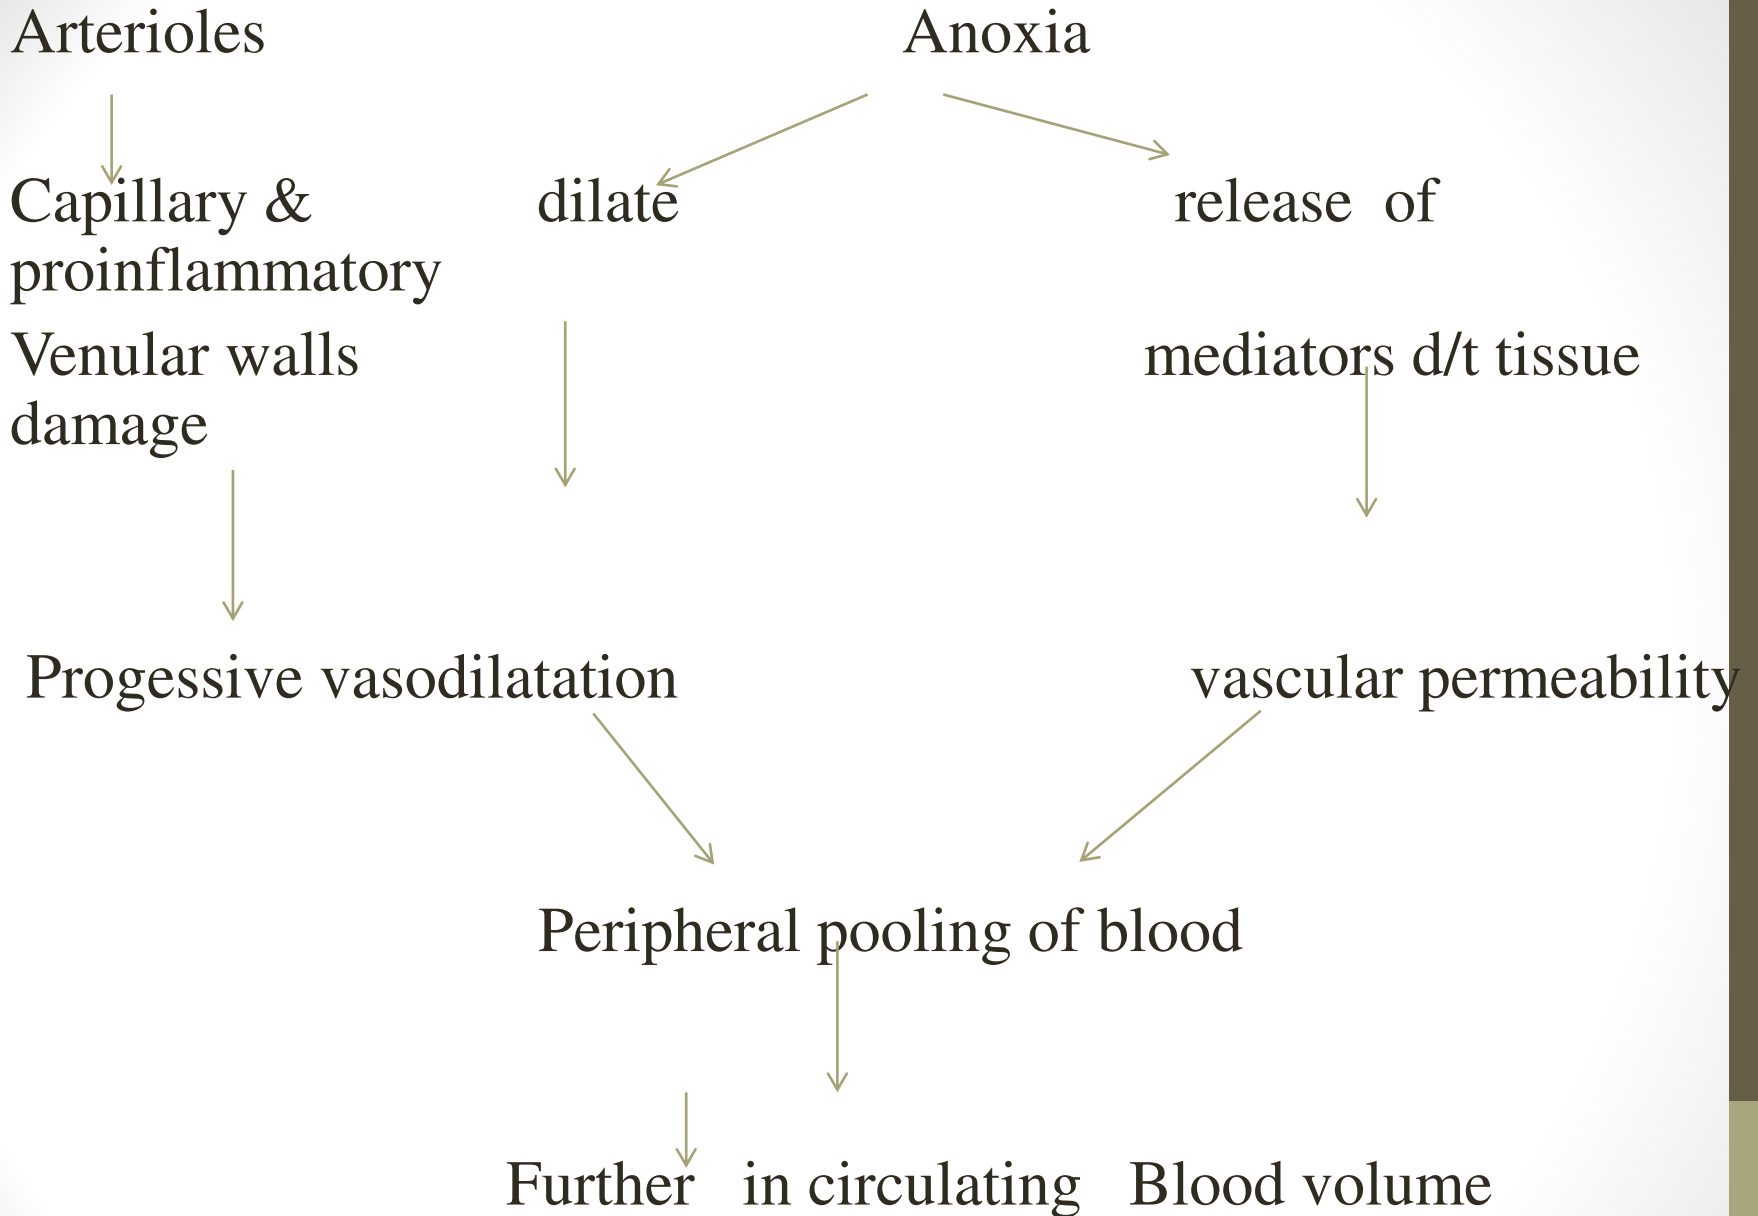 Arterioles Anoxia
Capillary & dilate release of
proinflammatory
Venular walls mediators d/t tissue
damage
Progessive vasodilatation vascular permeability
Peripheral pooling of blood
Further in circulating Blood volume